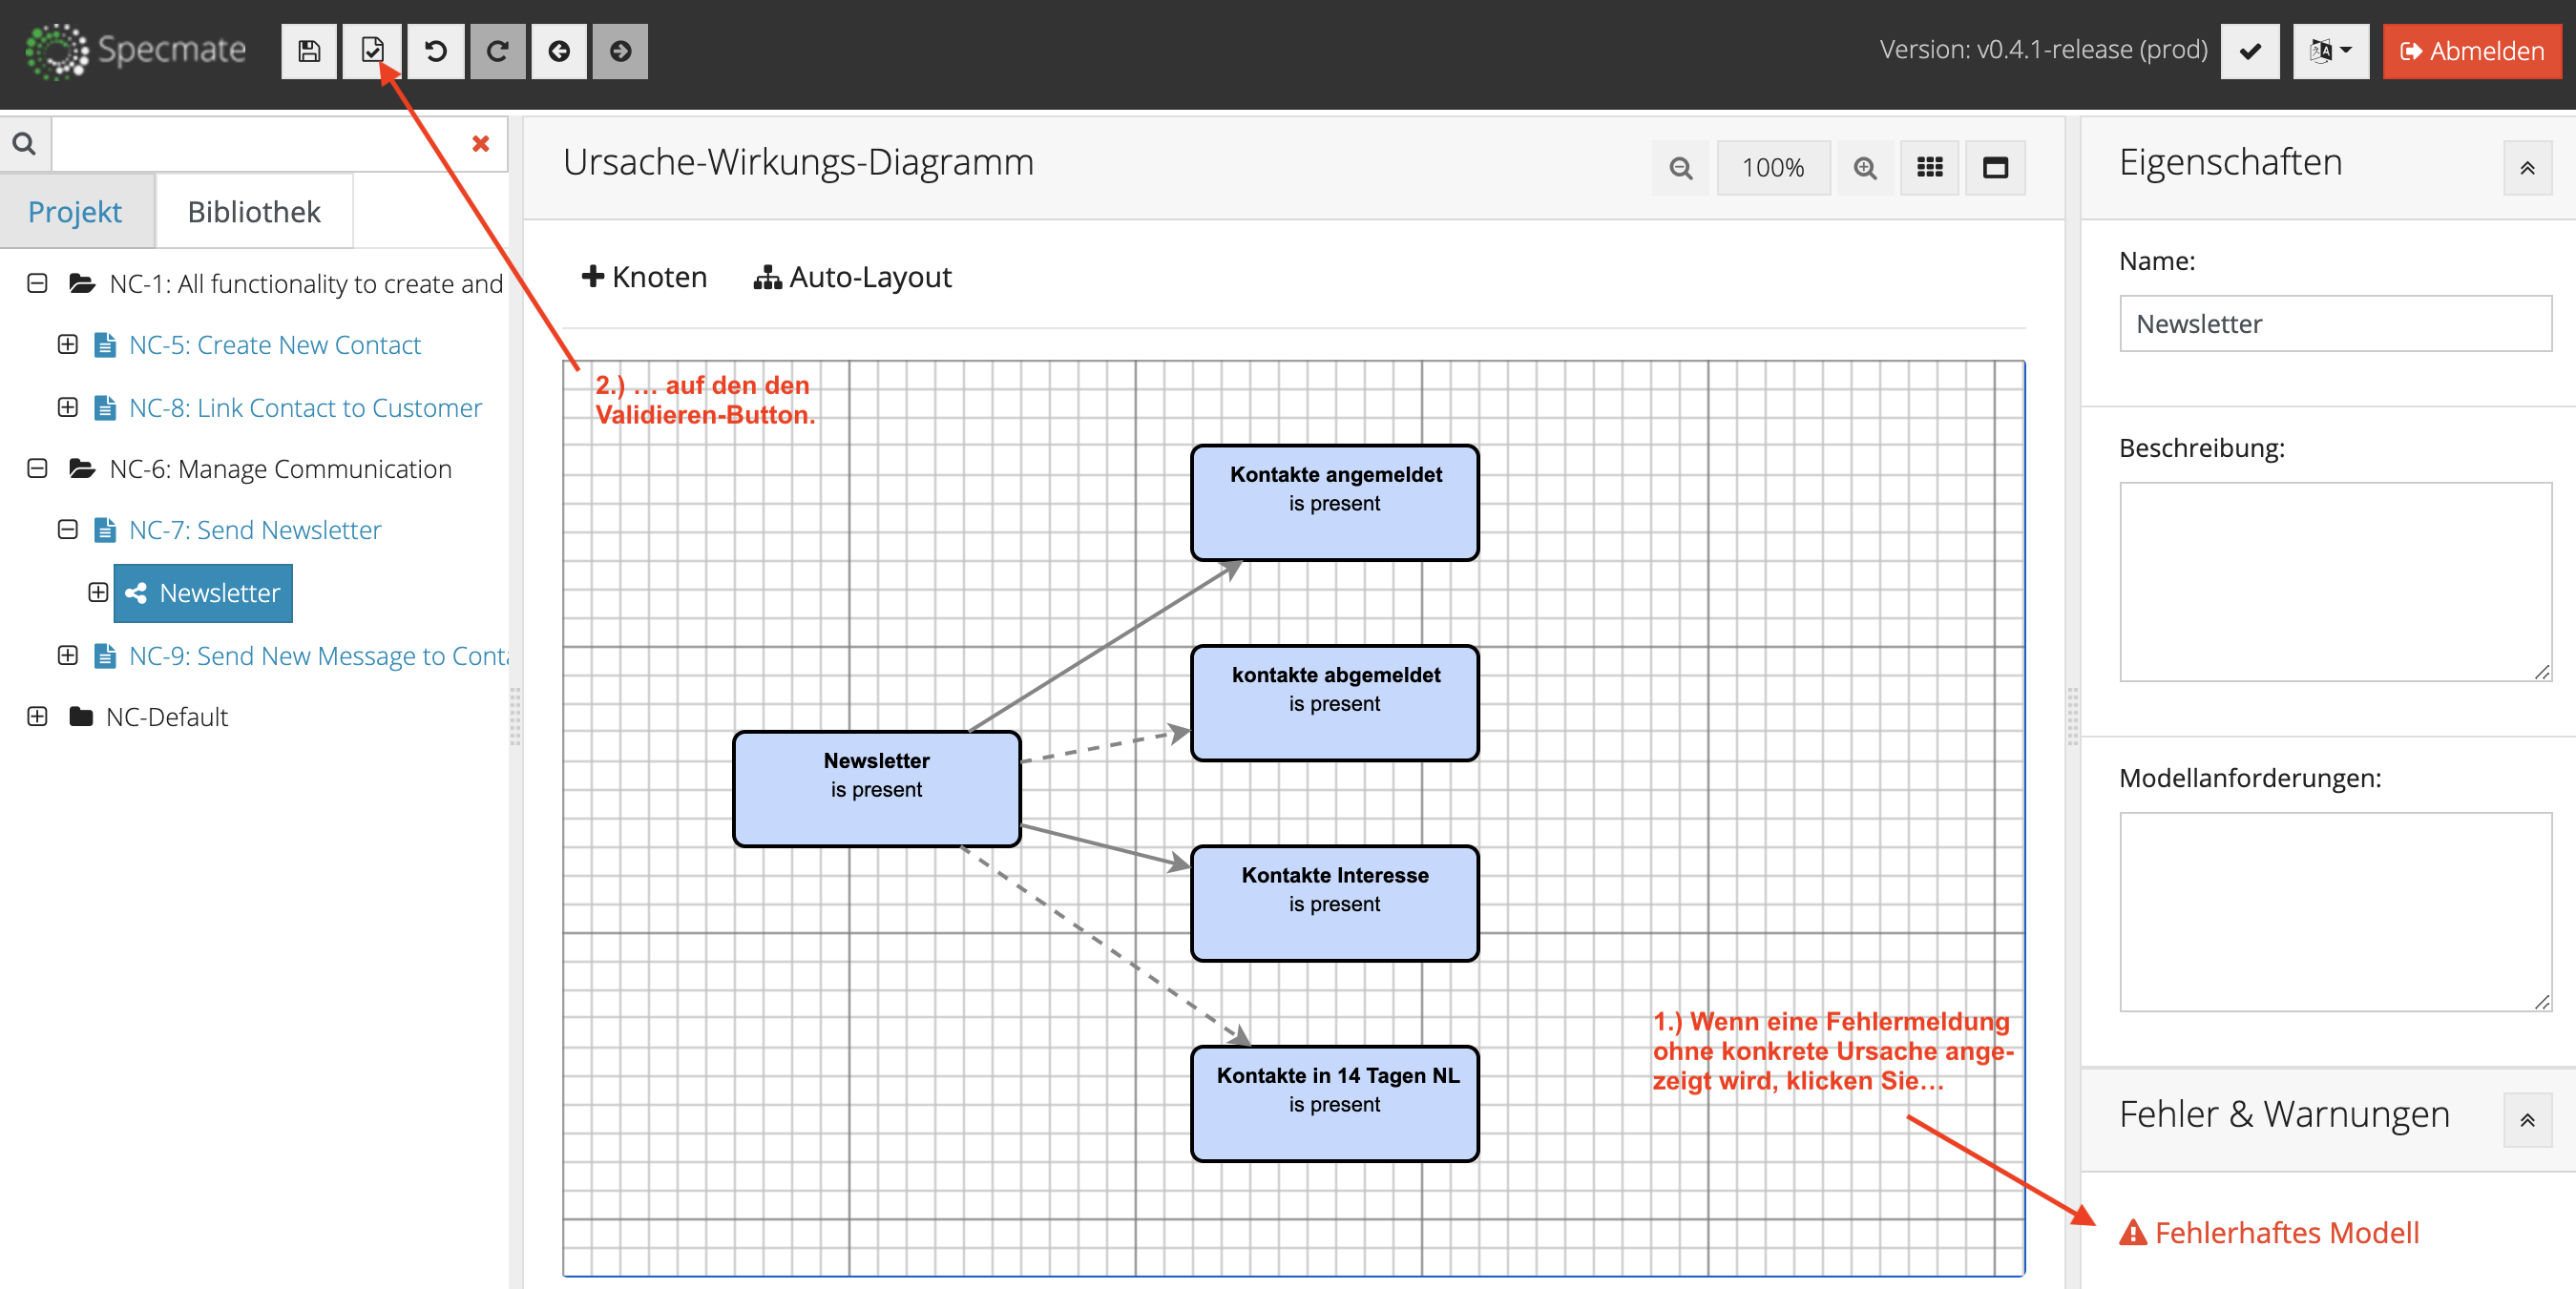 Specmate
Version: v0.4.1-release (prod)
Abmelden
Projekt
Bibliothek
NC-1: All functionality to create and
NC-5: Create New Contact
NC-8: Link Contact to Customer
NC-6: Manage Communication
NC-7: Send Newsletter
Newsletter
NC-9: Send New Message to Conta
NC-Default
Ursache-Wirkungs-Diagramm
100%
Knoten
Auto-Layout
2.) … auf den den
Validieren-Button.
Kontakte angemeldet
is present
kontakte abgemeldet
is present
Newsletter
is present
Kontakte Interesse
is present
Kontakte in 14 Tagen NL
is present
1.) Wenn eine Fehlermeldung
ohne konkrete Ursache ange-
zeigt wird, klicken Sie…
Eigenschaften
Name:
Newsletter
Beschreibung:
Modellanforderungen:
Fehler & Warnungen
Fehlerhaftes Modell